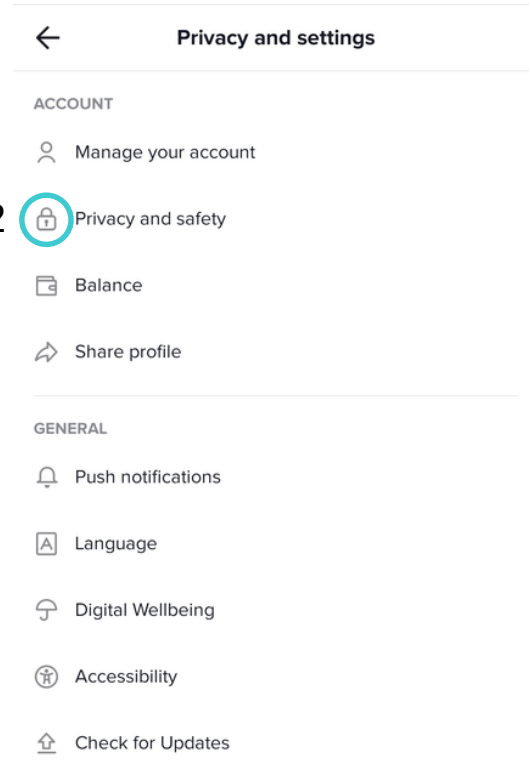 Privacy and settings
ACCOUNT
Manage your account
2 Privacy and safety
Balance
Share profile
GENERAL
Push notifications
A Language
Digital Wellbeing
Accessibility
Check for Updates